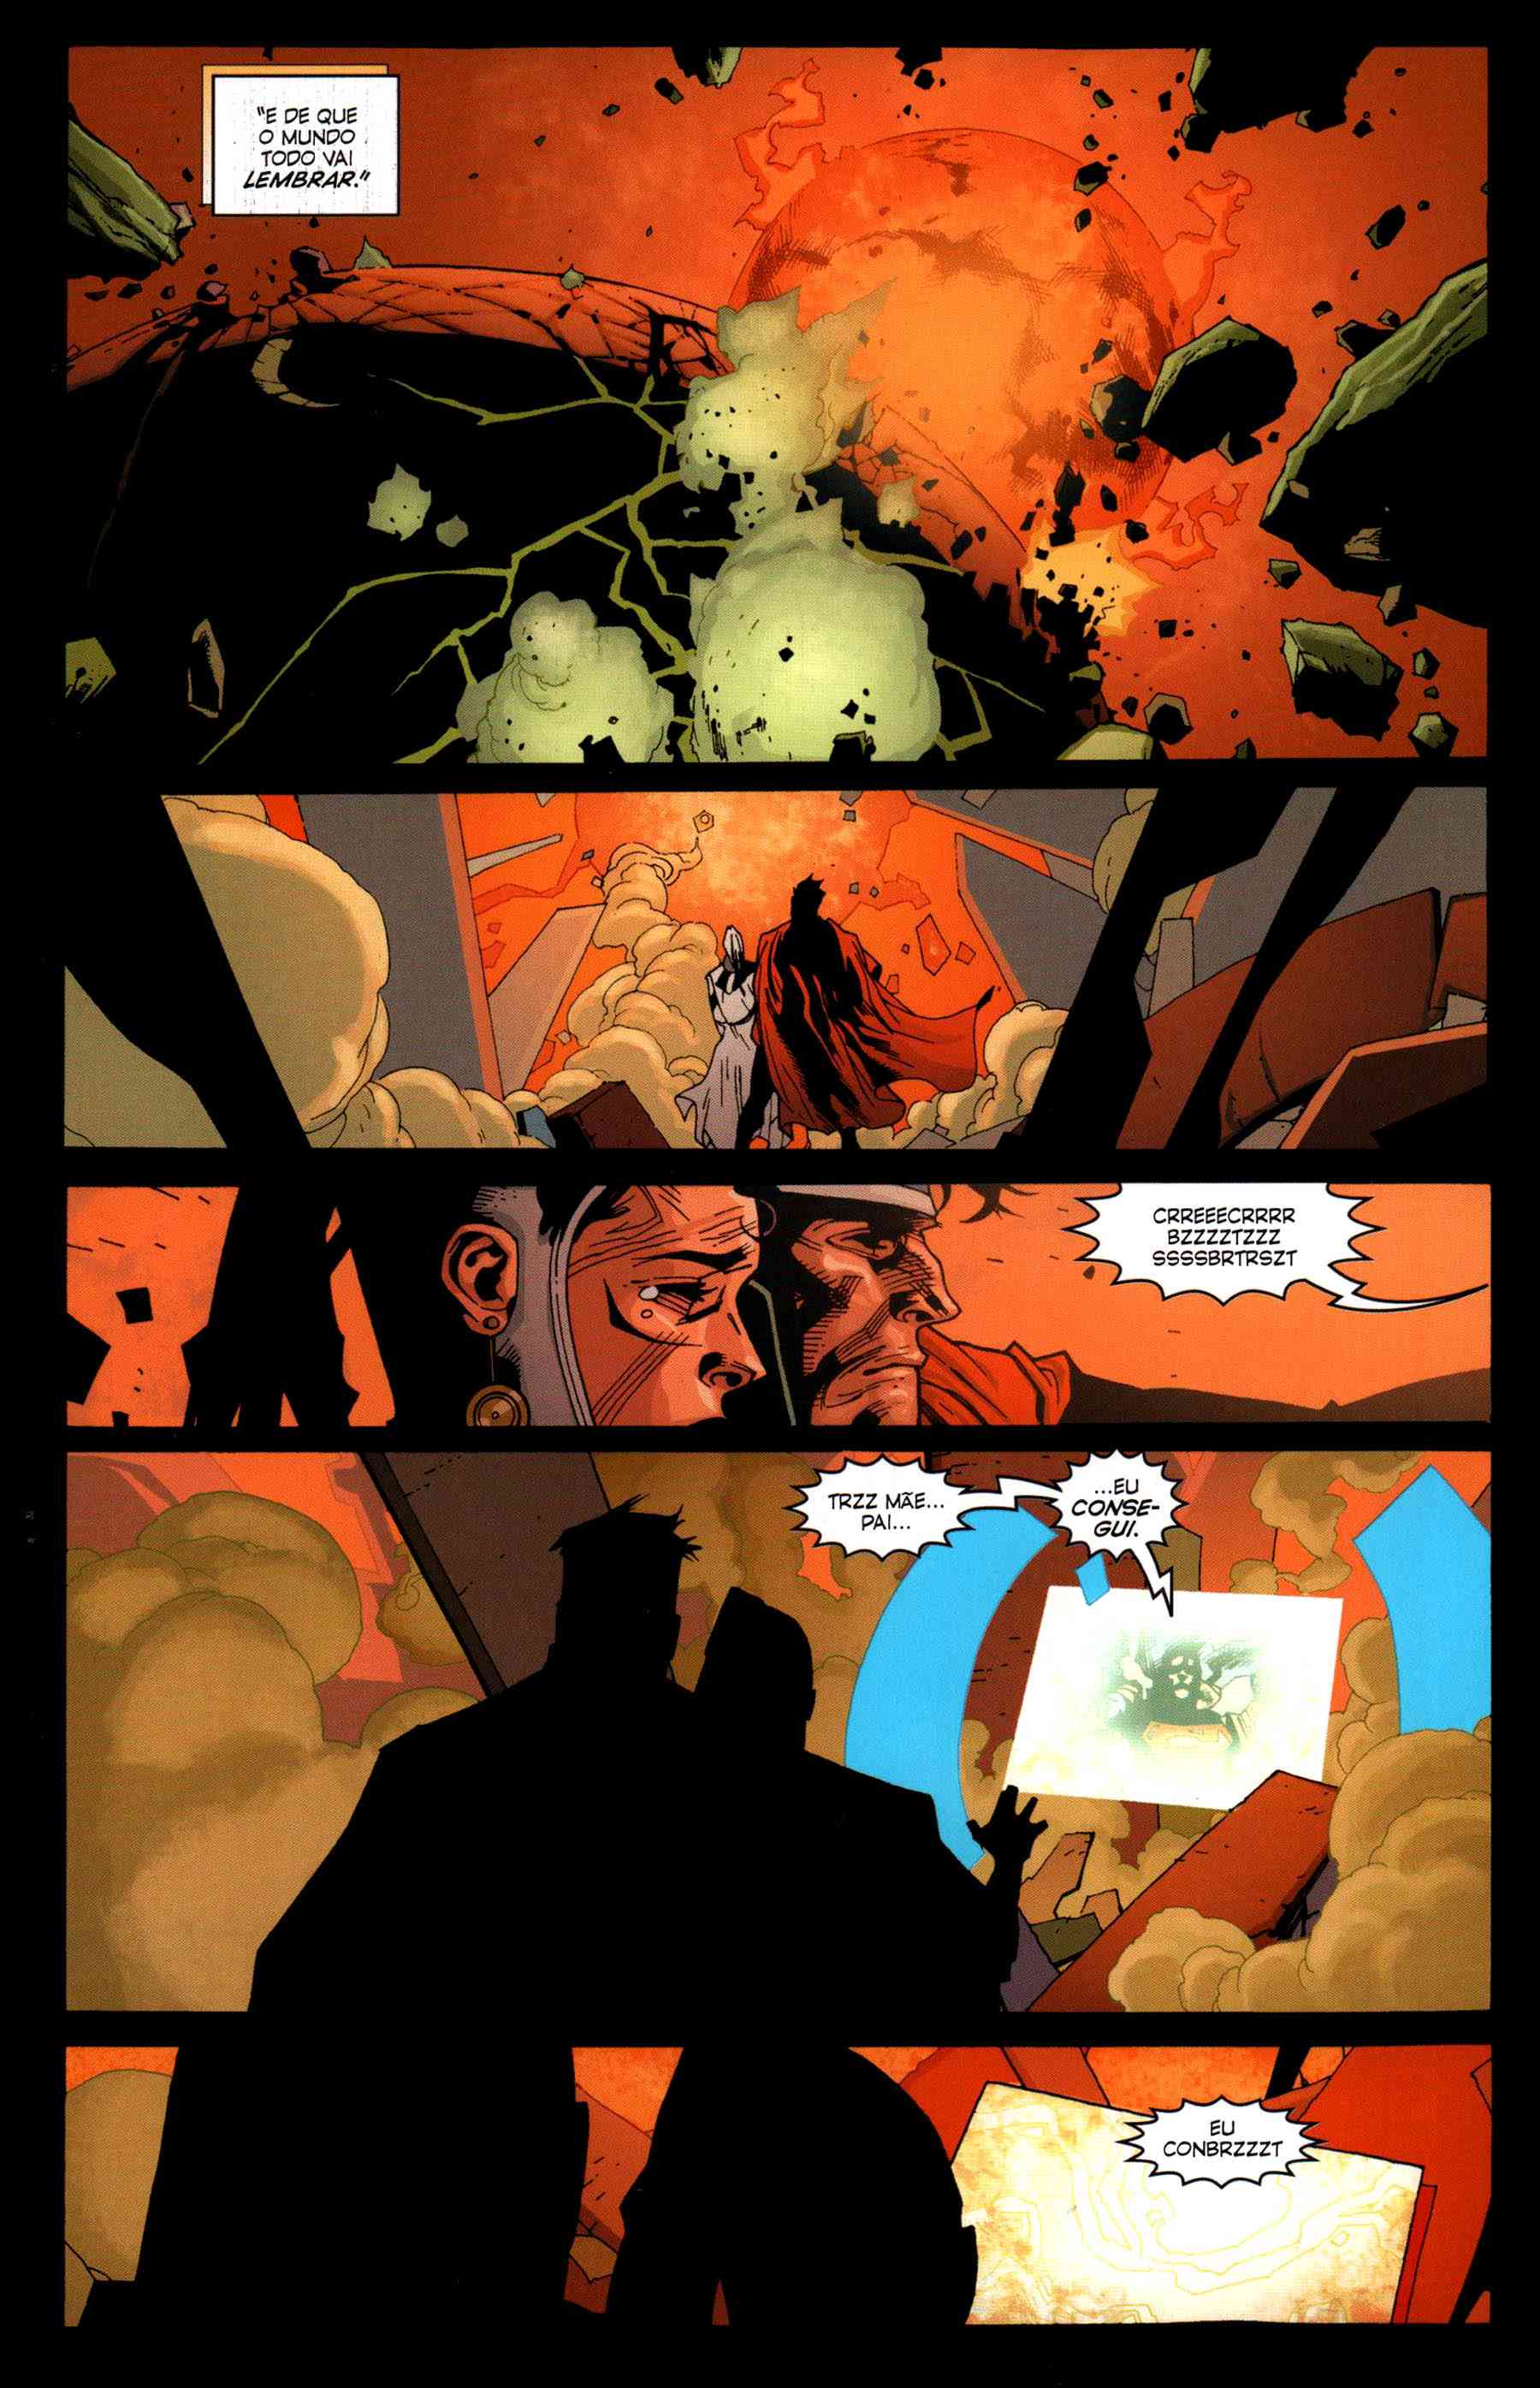 "E DE QUE
O MUNDO
TODO VAI
LEMBRAR."
CRREEECRRRR
BZZZZTZZZ
SSSSBRTRSZT
TRZZ MÃE...
PAI...
...EU
CONSE-
GUI.
EU
CONBRZZZT